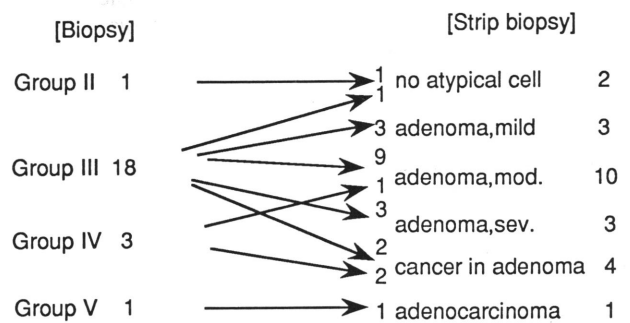 [Biopsy]
[Strip biopsy]
Group II 1
1 no atypical cell 2
1
3 adenoma,mild 3
Group III 18
9
adenoma,mod. 10
1
3
adenoma,sev. 3
Group IV 3
2
2 cancer in adenoma 4
Group V 1
1 adenocarcinoma 1